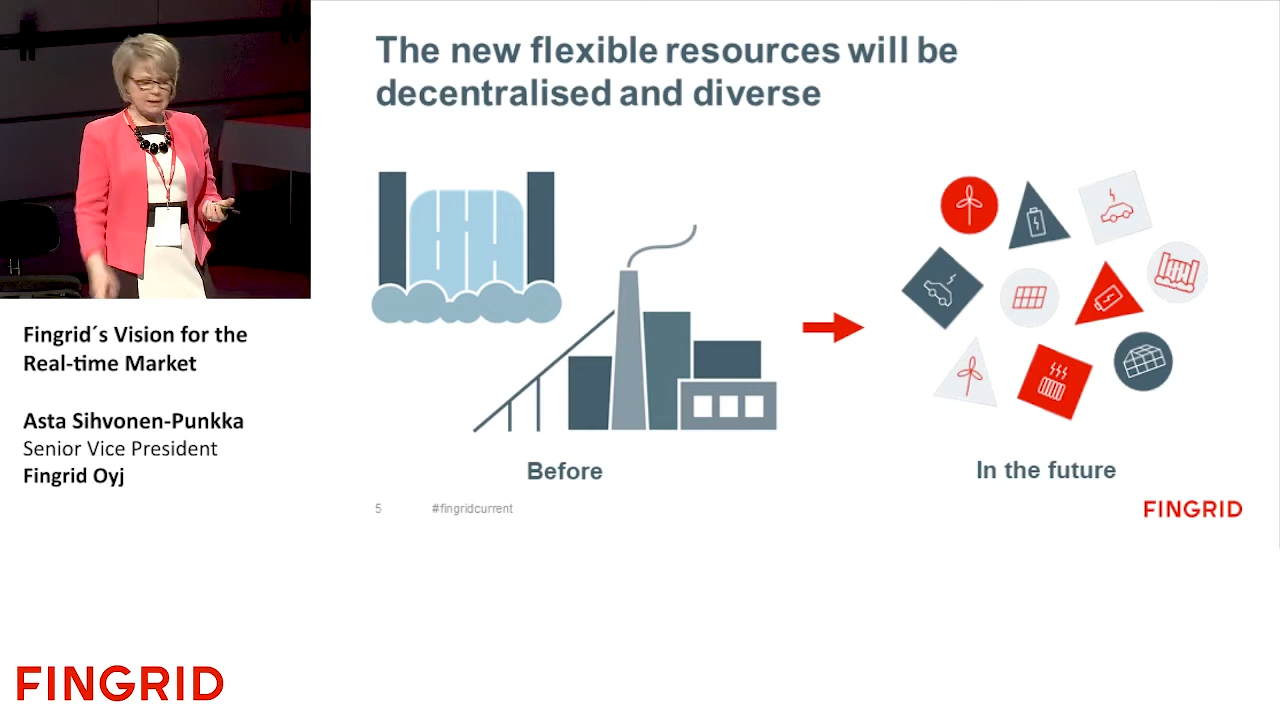 The new flexible resources will be
decentralised and diverse
Fingrid´s Vision for the
Real-time Market
Asta Sihvonen-Punkka
Senior Vice President
Fingrid Oyj
Before
In the future
5
#fingridcurrent
FINGRID
FINGRID